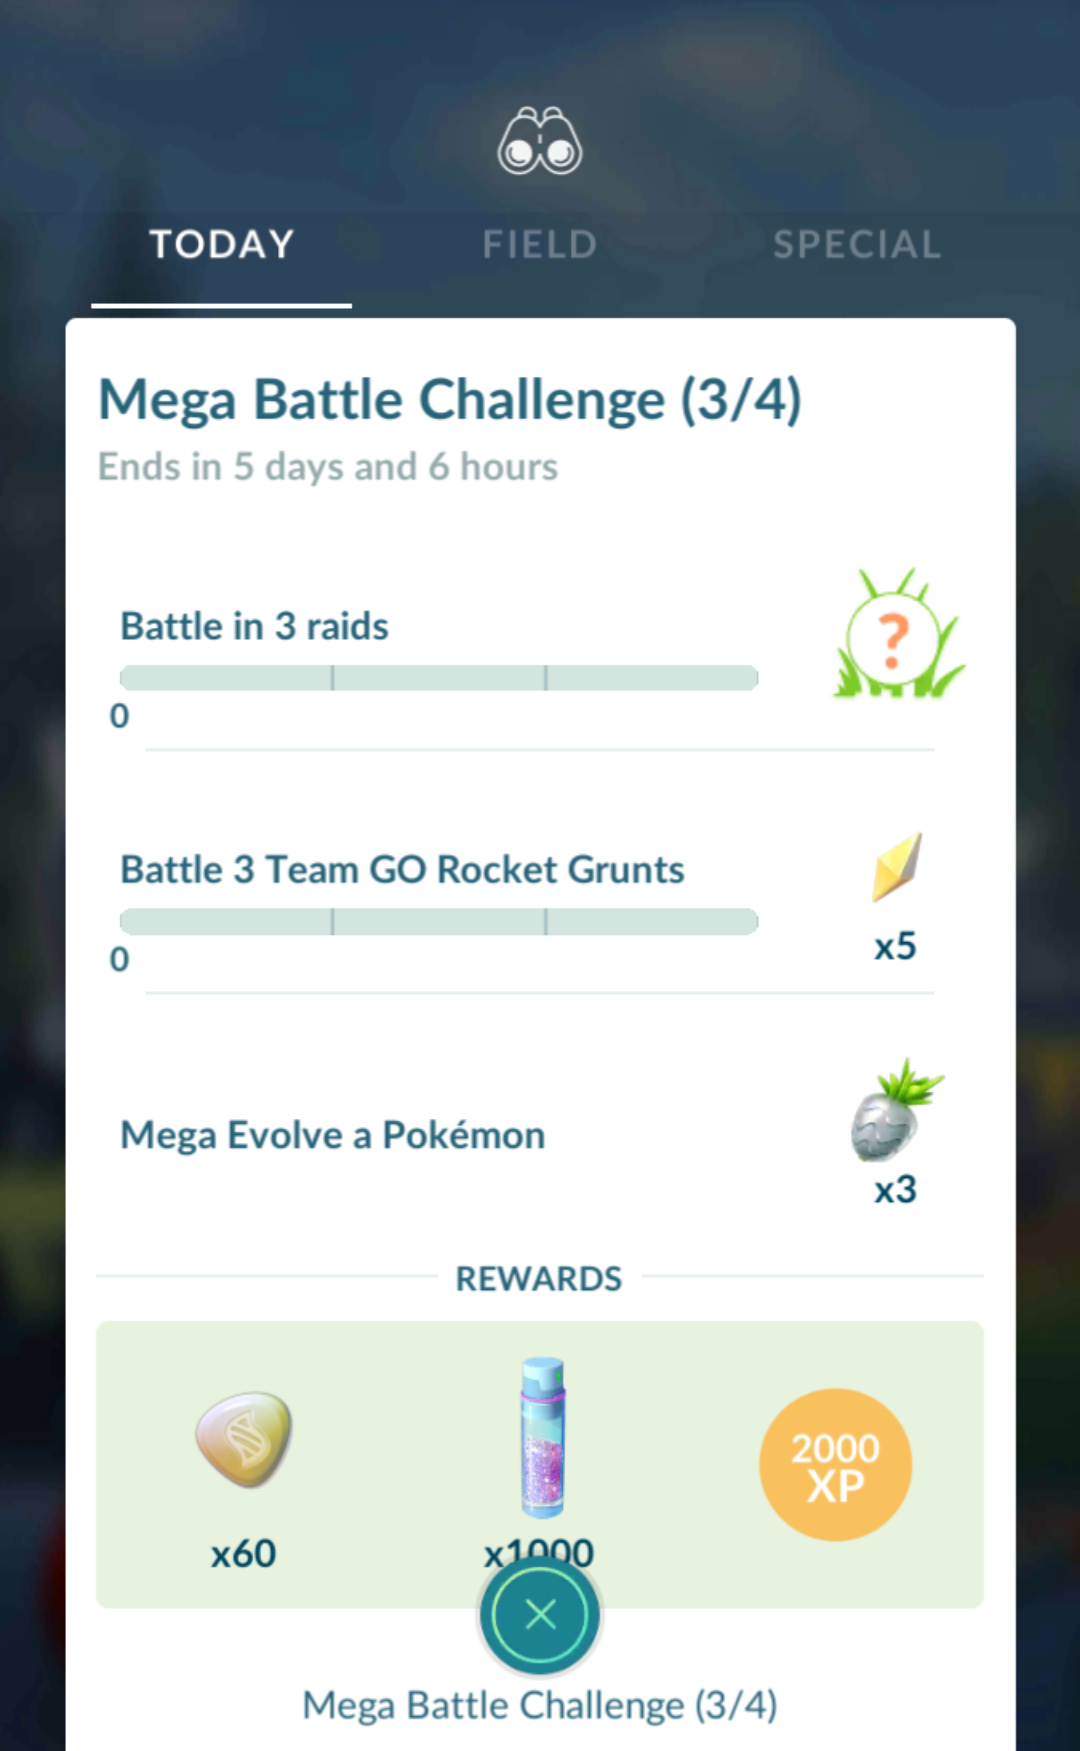 TODAY FIELD SPECIAL
Mega Battle Challenge (3/4)
Ends in 5 days and 6 hours
Battle in 3 raids
?
0
Battle 3 Team GO Rocket Grunts
0
x5
Mega Evolve a Pokémon
x3
REWARDS
2000
XP
x60 x1000
Mega Battle Challenge (3/4)